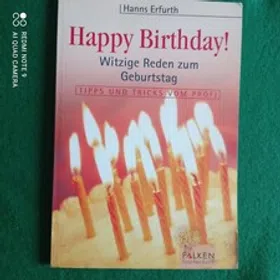 Hanns Erfurth
Happy Birthday!
Witzige Reden zum
Geburtstag
TIPPS UND TRICKS VOM PROFI
FALKEN
REDMI NOTE 9
AI QUAD CAMERA